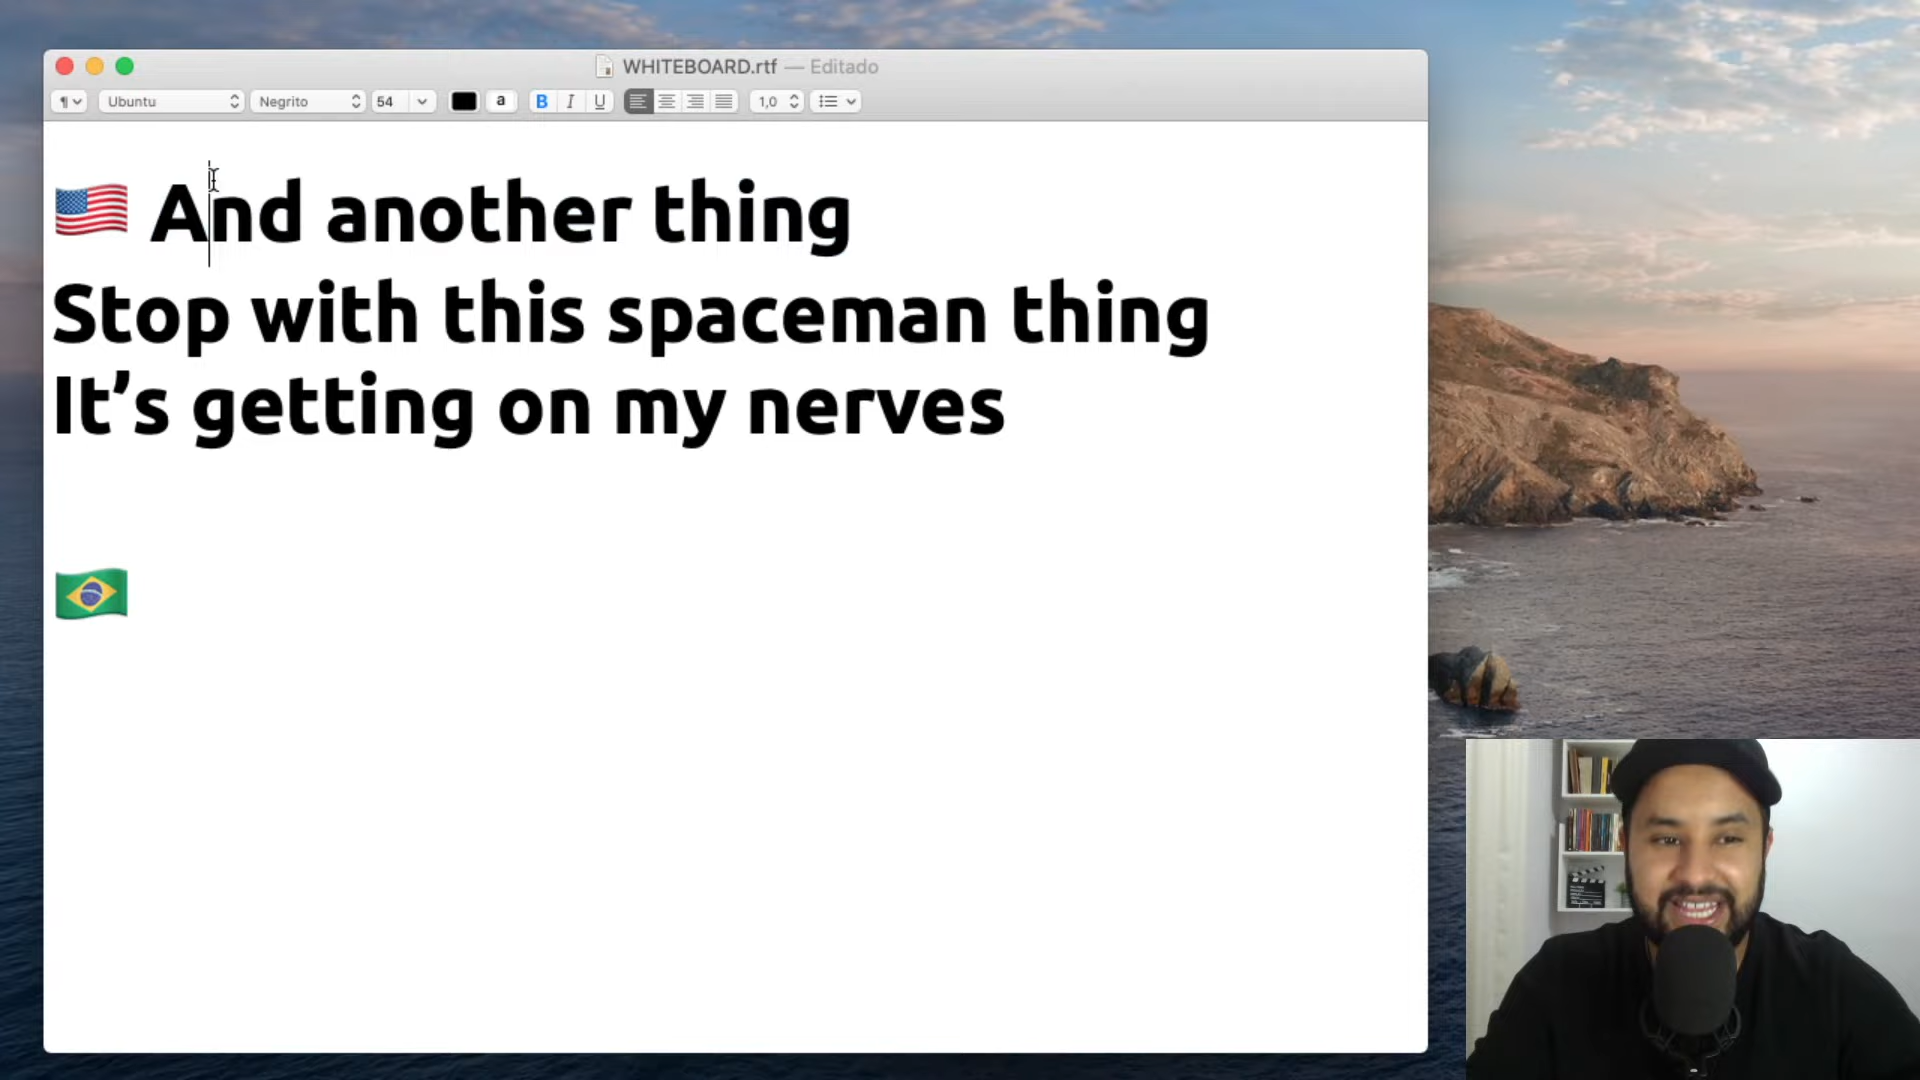 WHITEBOARD.rtf — Editado
¶ Ubuntu Negrito 54 a B I U 1,0
🇺🇸 And another thing
Stop with this spaceman thing
It’s getting on my nerves
🇧🇷